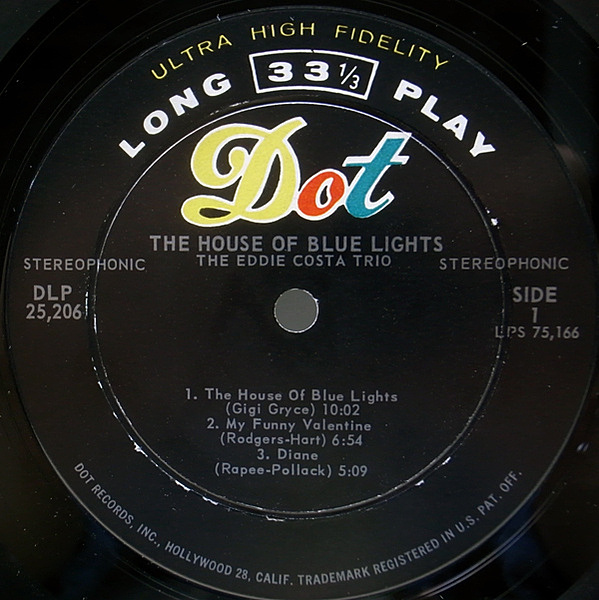 ULTRA HIGH FIDELITY
LONG 33 1/3 PLAY
Dot
THE HOUSE OF BLUE LIGHTS
THE EDDIE COSTA TRIO
STEREOPHONIC
STEREOPHONIC
DLP
25,206
SIDE
1
LPS 75,166
1. The House Of Blue Lights
(Gigi Gryce) 10:02
2. My Funny Valentine
(Rodgers-Hart) 6:54
3. Diane
(Rapee-Pollack) 5:09
DOT RECORDS, INC., HOLLYWOOD 28, CALIF. TRADEMARK REGISTERED IN U.S. PAT. OFF.